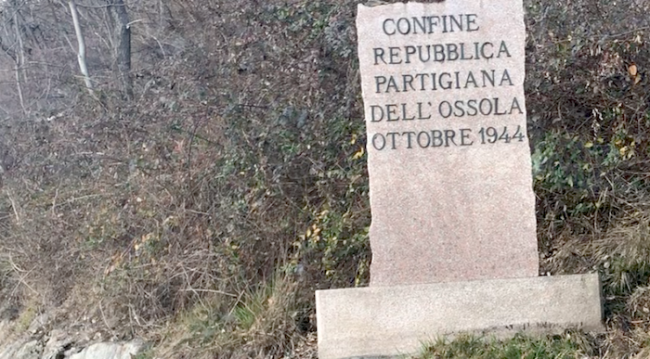 CONFINE
REPUBBLICA
PARTIGIANA
DELL' OSSOLA
OTTOBRE 1944